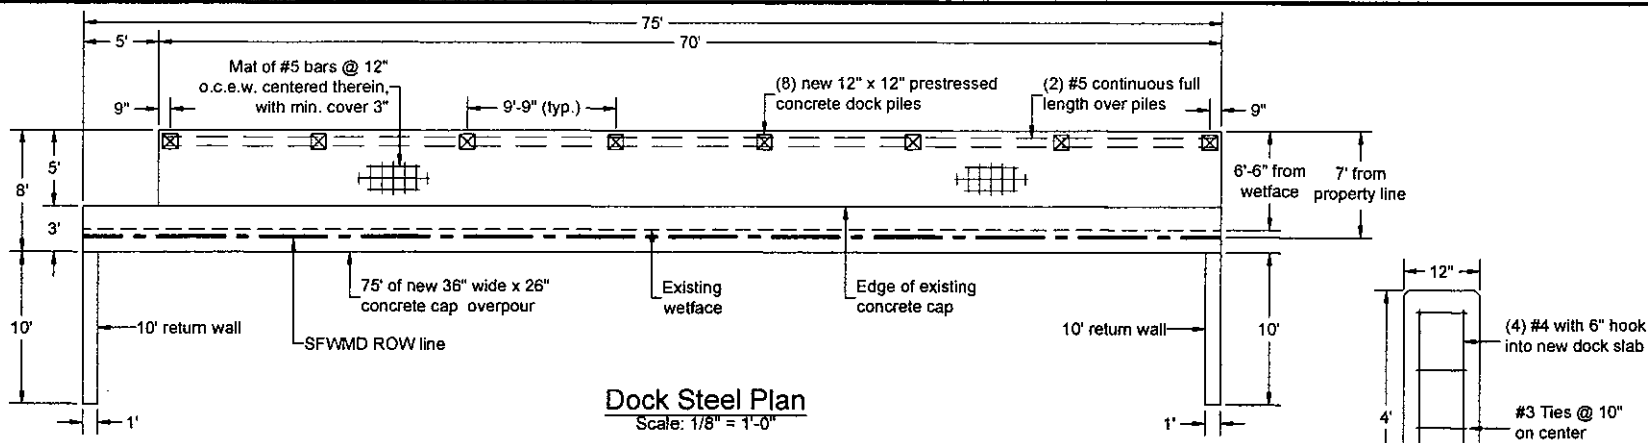 75'
5'
70'
Mat of #5 bars @ 12"
o.c.e.w. centered therein,
with min. cover 3"
9"
9'-9" (typ.)
(8) new 12" x 12" prestressed
concrete dock piles
(2) #5 continuous full
length over piles
9"
8'
5'
3'
6'-6" from
wetface
7' from
property line
75' of new 36" wide x 26"
concrete cap overpour
Existing
wetface
Edge of existing
concrete cap
10'
10' return wall
SFWMD ROW line
10' return wall
10'
1'
1'
Dock Steel Plan
Scale: 1/8" = 1'-0"
12"
(4) #4 with 6" hook
into new dock slab
4'
#3 Ties @ 10"
on center